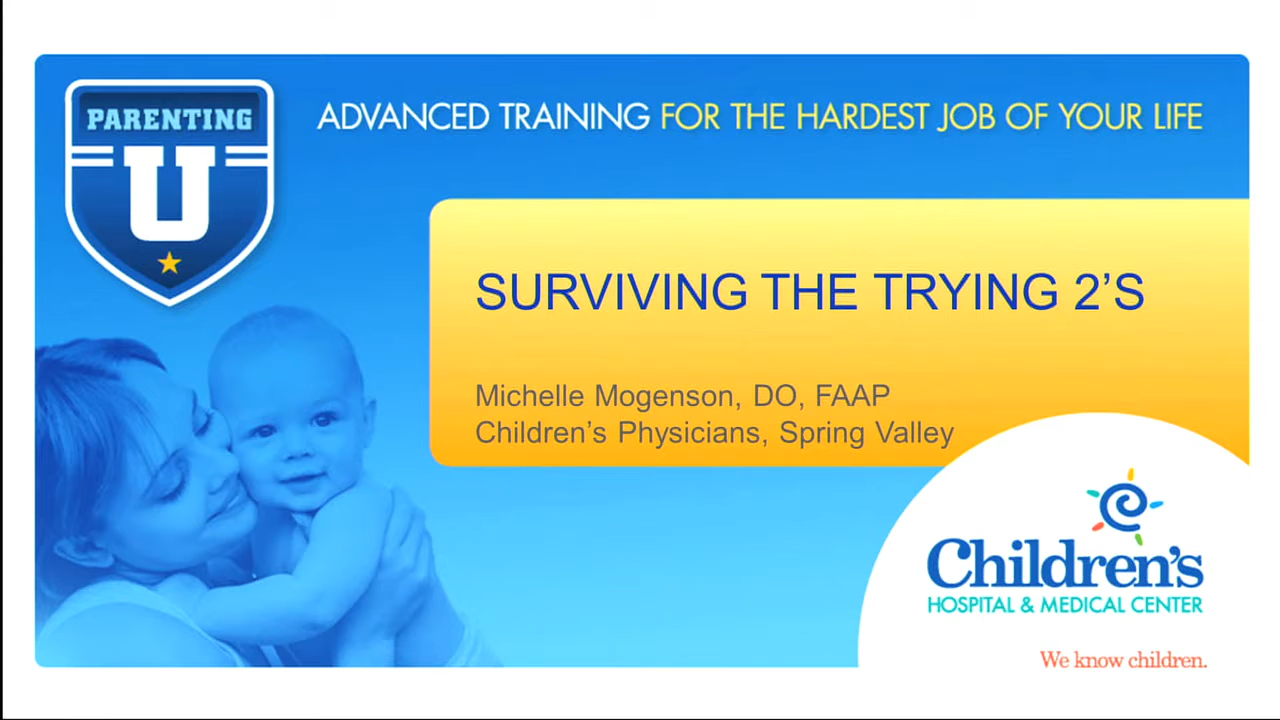 PARENTING
U
ADVANCED TRAINING FOR THE HARDEST JOB OF YOUR LIFE
SURVIVING THE TRYING 2’S
Michelle Mogenson, DO, FAAP
Children’s Physicians, Spring Valley
Children's
HOSPITAL & MEDICAL CENTER
We know children.